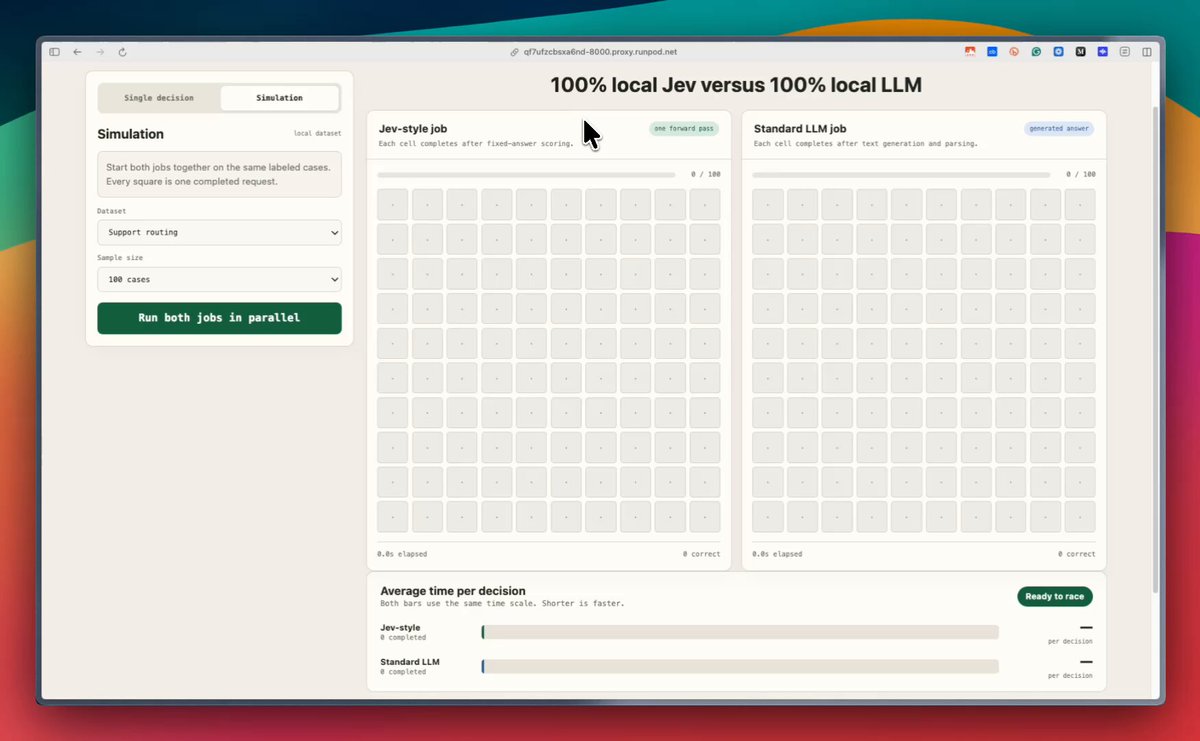 qf7ufzcbsxa6nd-8000.proxy.runpod.net
Single decision
Simulation
Simulation
local dataset
Start both jobs together on the same labeled cases.
Every square is one completed request.
Dataset
Support routing
Sample size
100 cases
Run both jobs in parallel
100% local Jev versus 100% local LLM
Jev-style job
one forward pass
Each cell completes after fixed-answer scoring.
0 / 100
0.0s elapsed
0 correct
Standard LLM job
generated answer
Each cell completes after text generation and parsing.
0 / 100
0.0s elapsed
0 correct
Average time per decision
Both bars use the same time scale. Shorter is faster.
Ready to race
Jev-style
0 completed
—
per decision
Standard LLM
0 completed
—
per decision